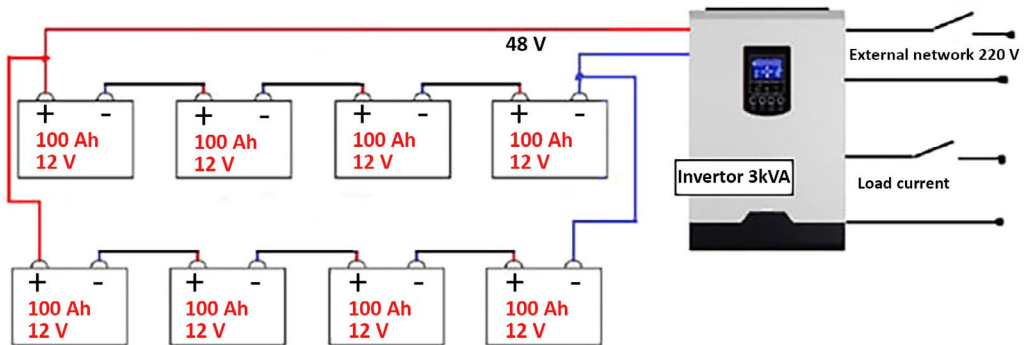 48 V
External network 220 V
+ - + - + - + -
100 Ah 100 Ah 100 Ah 100 Ah
12 V 12 V 12 V 12 V
Invertor 3kVA
Load current
+ - + - + - + -
100 Ah 100 Ah 100 Ah 100 Ah
12 V 12 V 12 V 12 V